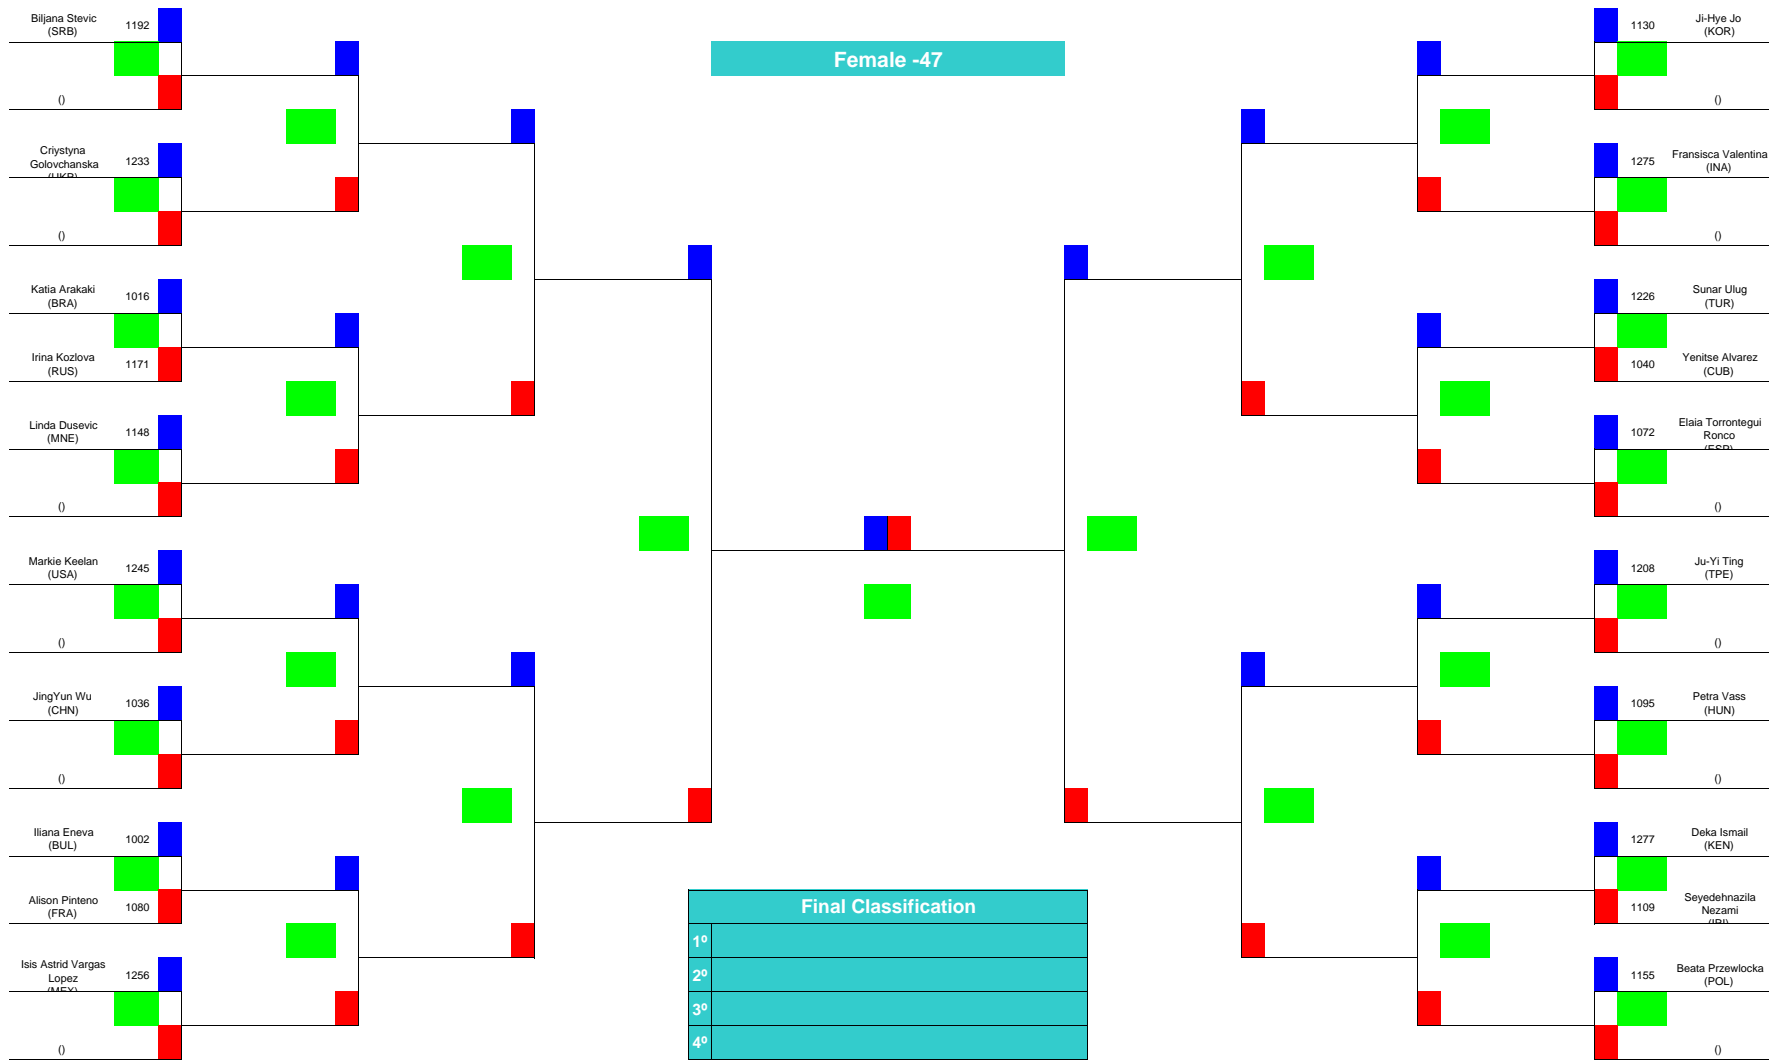 Female -47
Biljana Stevic
(SRB)
1192
()
Criystyna
Golovchanska
(UKR)
1233
()
Katia Arakaki
(BRA)
1016
Irina Kozlova
(RUS)
1171
Linda Dusevic
(MNE)
1148
()
Markie Keelan
(USA)
1245
()
JingYun Wu
(CHN)
1036
()
Iliana Eneva
(BUL)
1002
Alison Pinteno
(FRA)
1080
Isis Astrid Vargas
Lopez
(MEX)
1256
()
1130
Ji-Hye Jo
(KOR)
()
1275
Fransisca Valentina
(INA)
()
1226
Sunar Ulug
(TUR)
1040
Yenitse Alvarez
(CUB)
1072
Elaia Torrontegui
Ronco
(ESP)
()
1208
Ju-Yi Ting
(TPE)
()
1095
Petra Vass
(HUN)
()
1277
Deka Ismail
(KEN)
1109
Seyedehnazila
Nezami
(IRI)
1155
Beata Przewlocka
(POL)
()
Final Classification
1º
2º
3º
4º